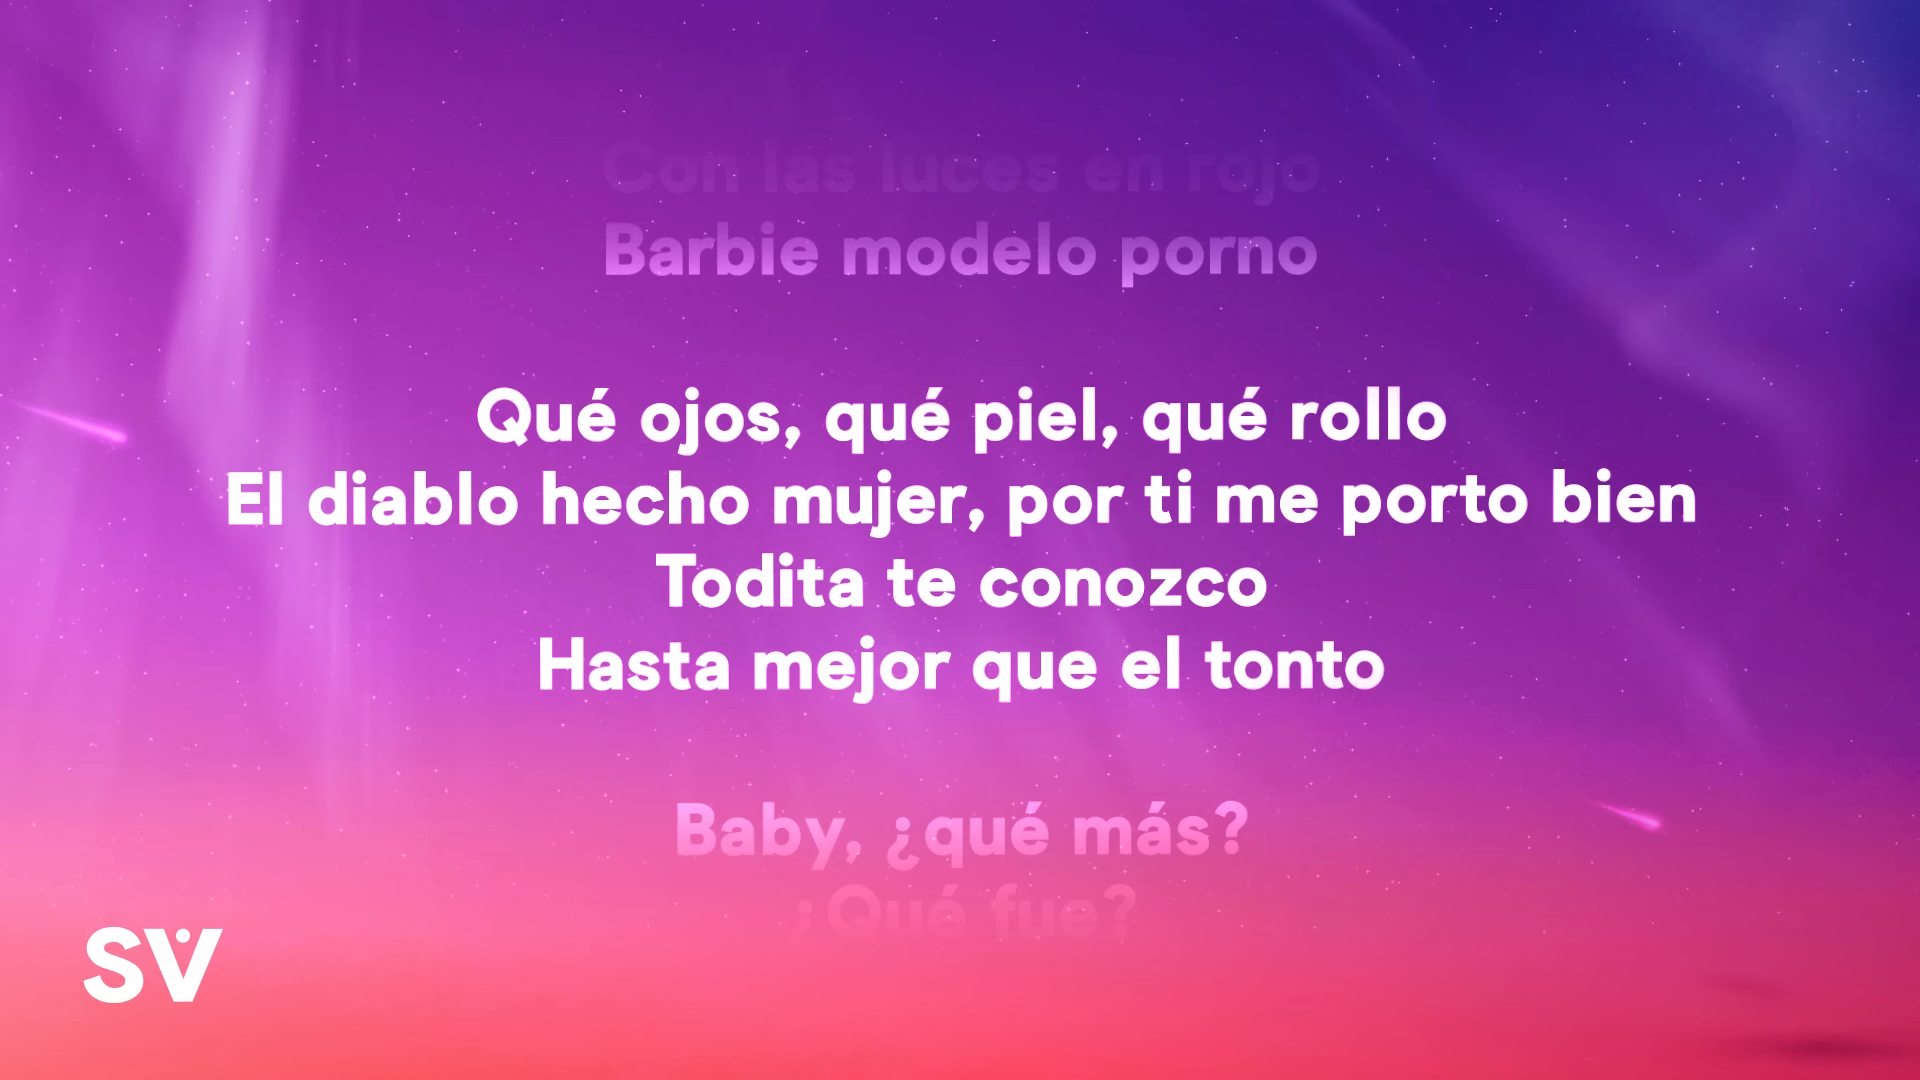 Con las luces en rojo
Barbie modelo porno
Qué ojos, qué piel, qué rollo
El diablo hecho mujer, por ti me porto bien
Todita te conozco
Hasta mejor que el tonto
Baby, ¿qué más?
¿Qué fue?
SV